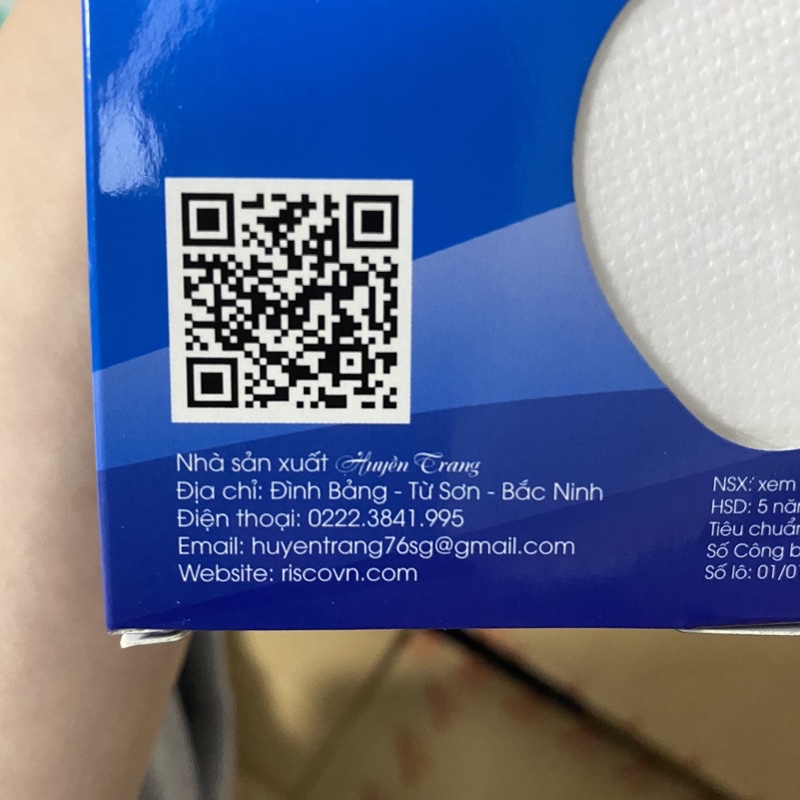 Nhà sản xuất Huyền Trang
Địa chỉ: Đình Bảng - Từ Sơn - Bắc Ninh
Điện thoại: 0222.3841.995
Email: huyentrang76sg@gmail.com
Website: riscovn.com
NSX: xem
HSD: 5 năm
Tiêu chuẩn
Số Công b
Số lô: 01/0